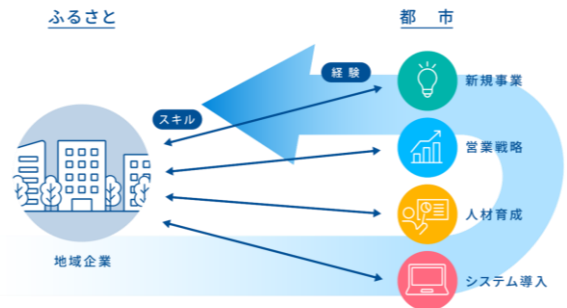 ふるさと
都 市
経験
スキル
新規事業
営業戦略
人材育成
地域企業
システム導入